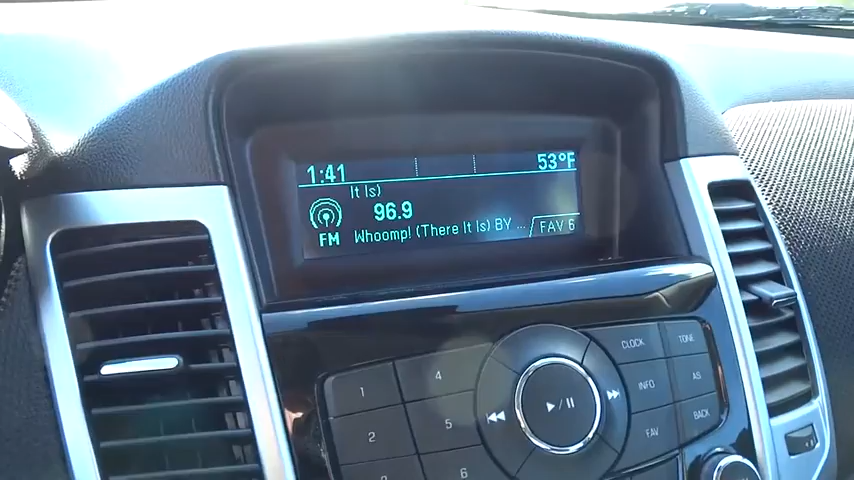 1:41 53°F
It Is)
96.9
FM Whoomp! (There It Is) BY ... FAV 6
1 4 CLOCK TONE
2 5 INFO AS
6 FAV BACK